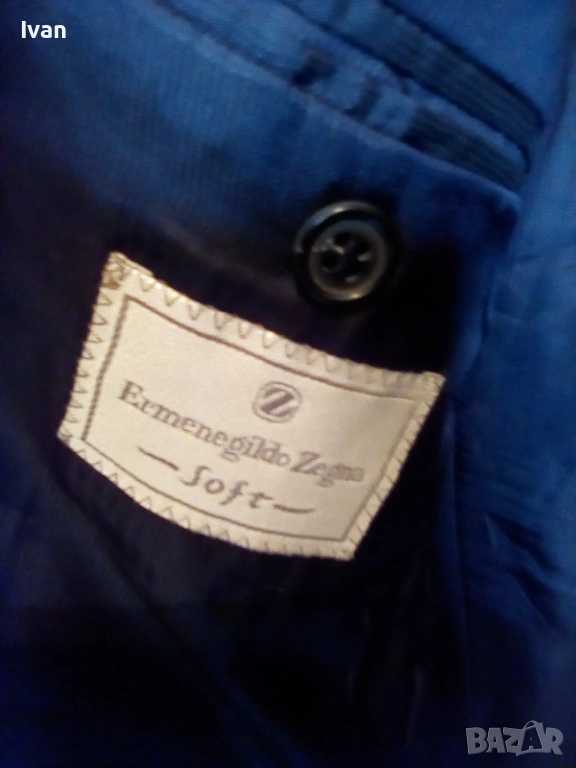 Ivan
Z
Ermenegildo Zegna
Soft
BAZAR